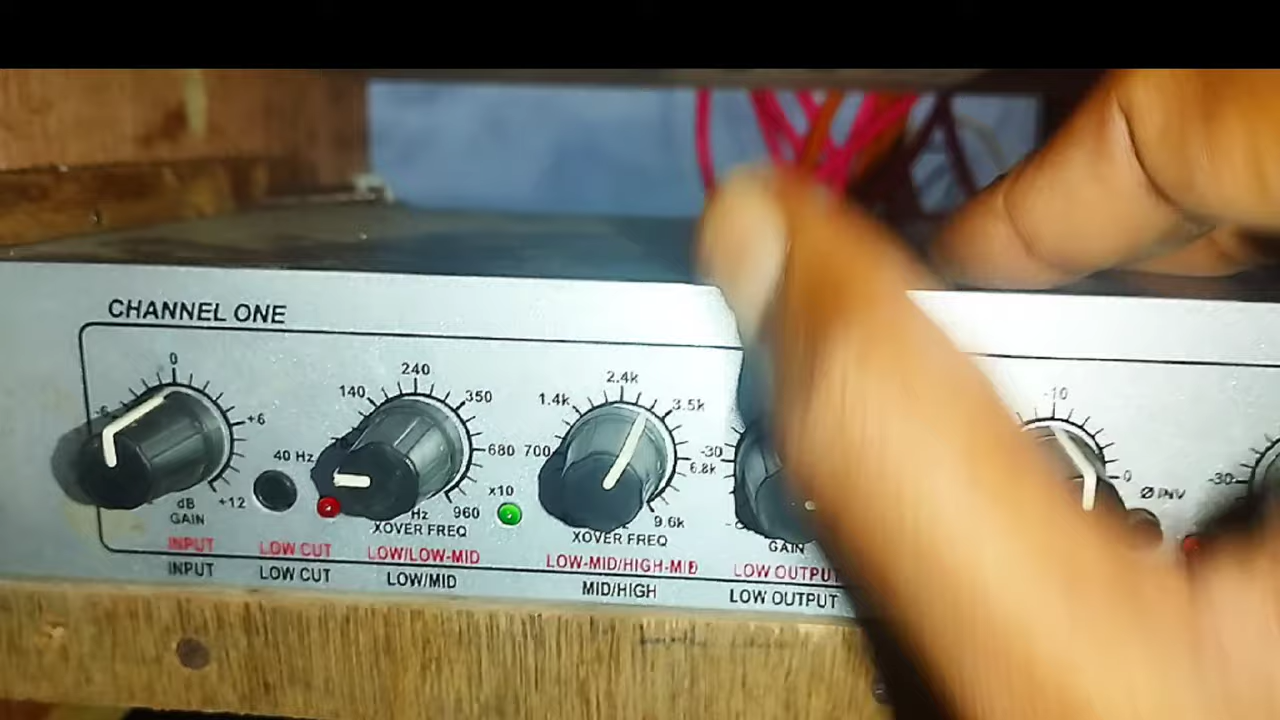 CHANNEL ONE
0
+6
+12
dB
GAIN
INPUT
INPUT
40 Hz
LOW CUT
LOW CUT
140
240
350
680
960
Hz
XOVER FREQ
LOW/LOW-MID
LOW/MID
x10
700
1.4k
2.4k
3.5k
6.8k
9.6k
XOVER FREQ
LOW-MID/HIGH-MID
MID/HIGH
-30
GAIN
LOW OUTPUT
LOW OUTPUT
-10
0
Ø INV
-30